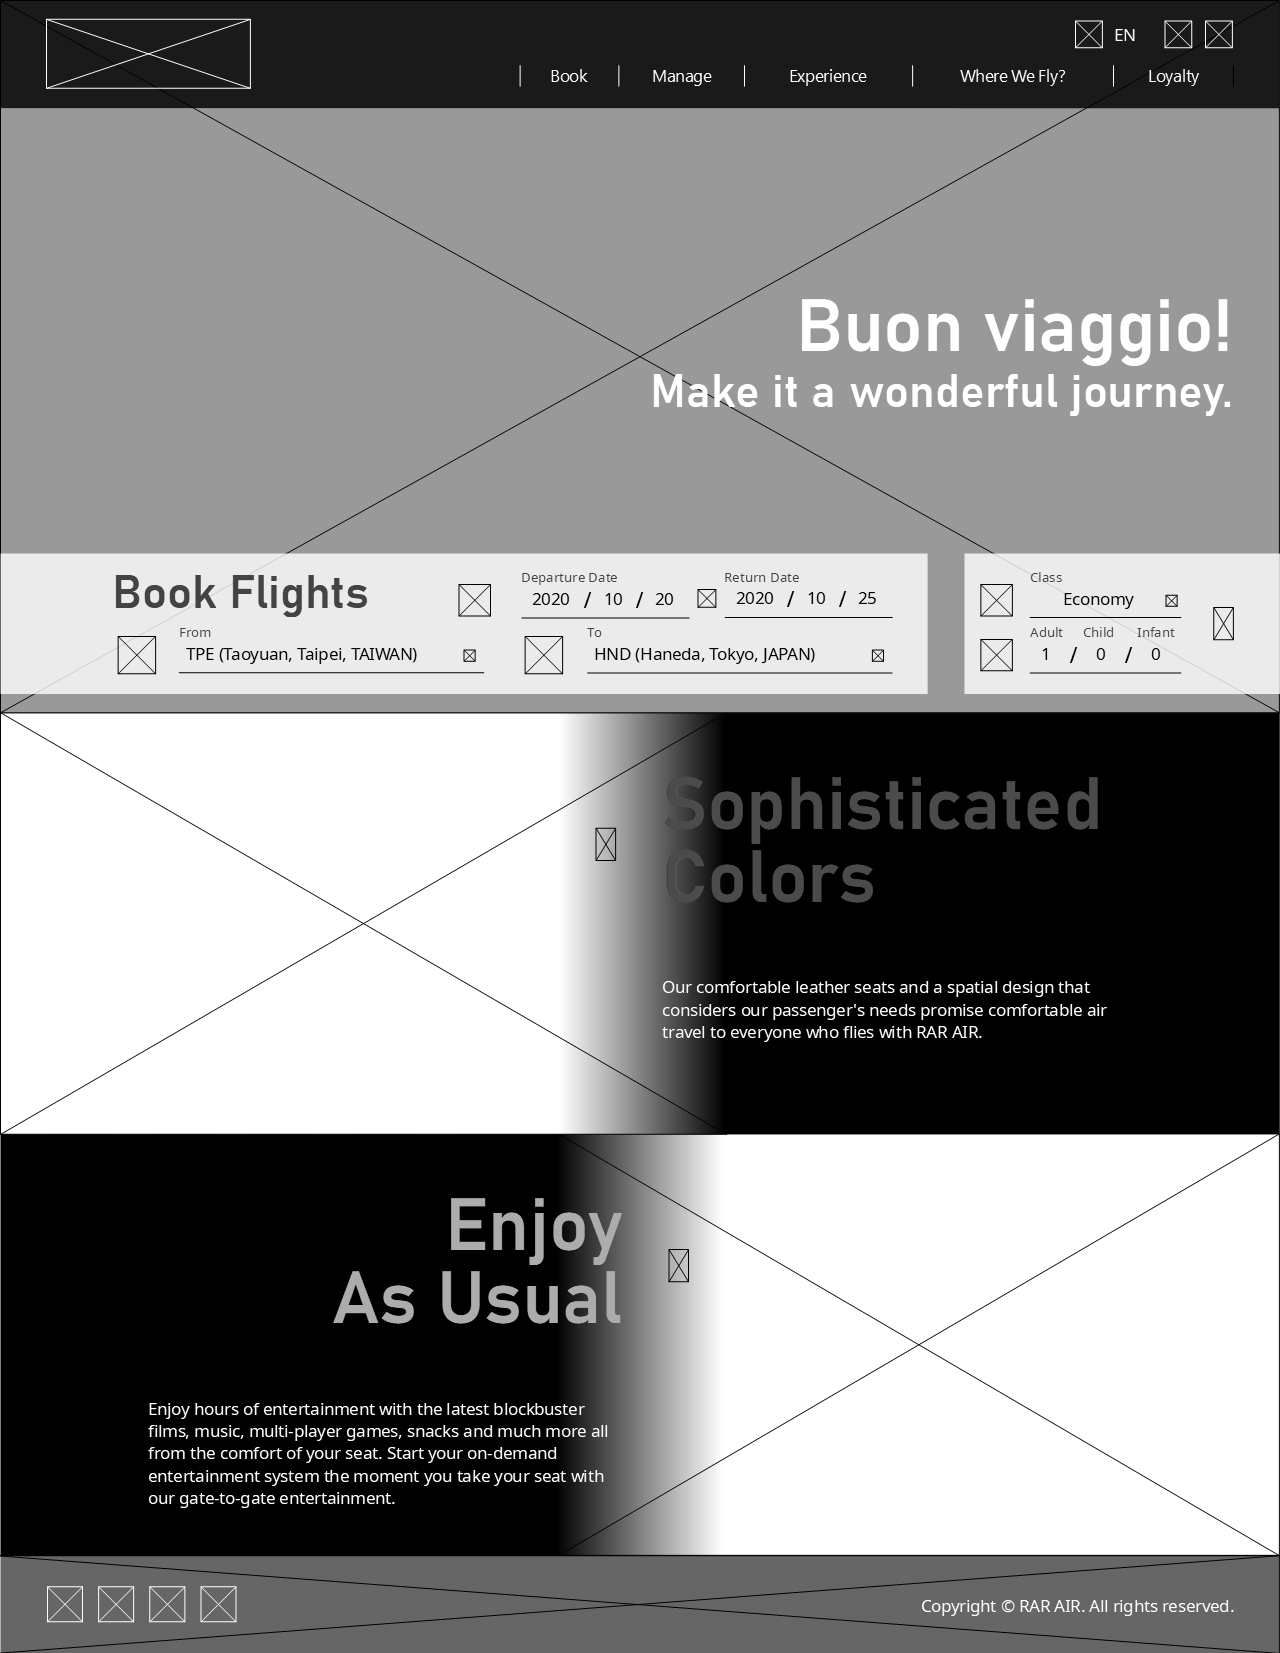 EN
Book
Manage
Experience
Where We Fly?
Loyalty
Buon viaggio!
Make it a wonderful journey.
Book Flights
Departure Date
2020 / 10 / 20
Return Date
2020 / 10 / 25
From
TPE (Taoyuan, Taipei, TAIWAN)
To
HND (Haneda, Tokyo, JAPAN)
Class
Economy
Adult Child Infant
1 / 0 / 0
Sophisticated
Colors
Our comfortable leather seats and a spatial design that
considers our passenger's needs promise comfortable air
travel to everyone who flies with RAR AIR.
Enjoy
As Usual
Enjoy hours of entertainment with the latest blockbuster
films, music, multi-player games, snacks and much more all
from the comfort of your seat. Start your on-demand
entertainment system the moment you take your seat with
our gate-to-gate entertainment.
Copyright © RAR AIR. All rights reserved.